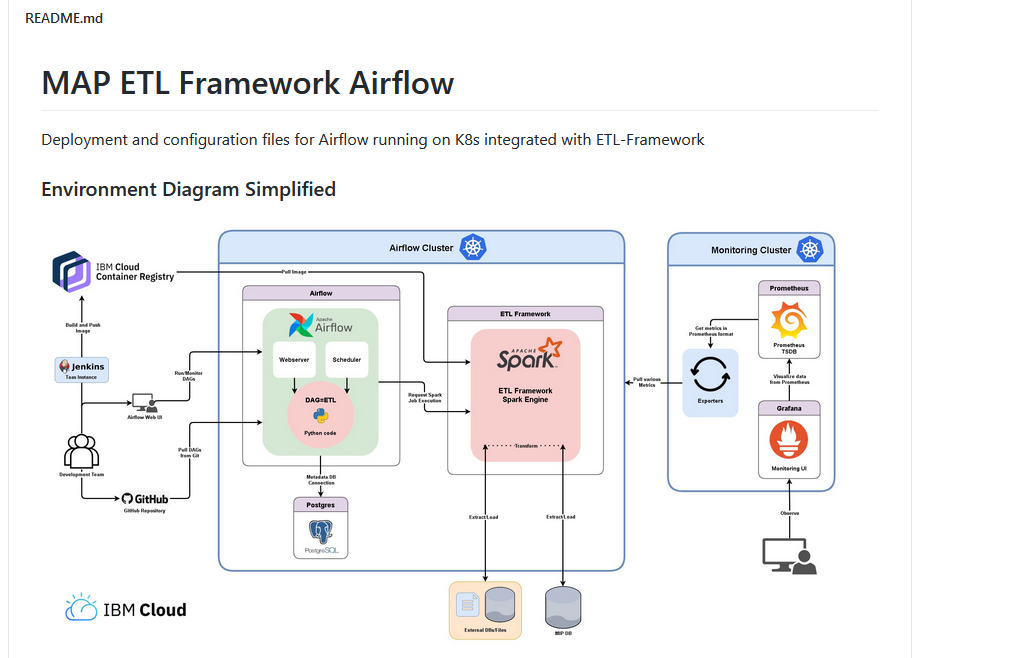 README.md
MAP ETL Framework Airflow
Deployment and configuration files for Airflow running on K8s integrated with ETL-Framework
Environment Diagram Simplified
Airflow Cluster
Monitoring Cluster
IBM Cloud
Container Registry
Pull Image
Airflow
Apache
Airflow
Webserver
Scheduler
DAG=ETL
Python code
ETL Framework
APACHE
Spark
ETL Framework
Spark Engine
Transform
Prometheus
Prometheus
TSDB
Get metrics in
Prometheus format
Exporters
Visualize data
from Prometheus
Grafana
Monitoring UI
Pull various
Metrics
Observe
Build and Push
Image
Jenkins
Team Instance
Run/Monitor
DAGs
Airflow Web UI
Pull DAGs
from Git
Development Team
GitHub
GitHub Repository
Request Spark
Job Execution
Metadata DB
Connection
Postgres
PostgreSQL
Extract/Load
Extract/Load
External DBs/Files
MIP DB
IBM Cloud